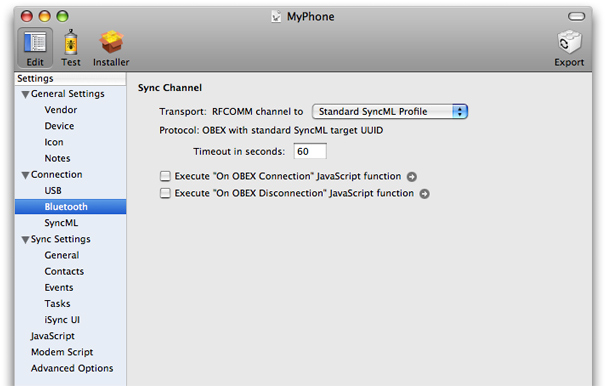 MyPhone
Edit
Test
Installer
Export
Settings
General Settings
Vendor
Device
Icon
Notes
Connection
USB
Bluetooth
SyncML
Sync Settings
General
Contacts
Events
Tasks
iSync UI
JavaScript
Modem Script
Advanced Options
Sync Channel
Transport: RFCOMM channel to Standard SyncML Profile
Protocol: OBEX with standard SyncML target UUID
Timeout in seconds: 60
Execute "On OBEX Connection" JavaScript function
Execute "On OBEX Disconnection" JavaScript function